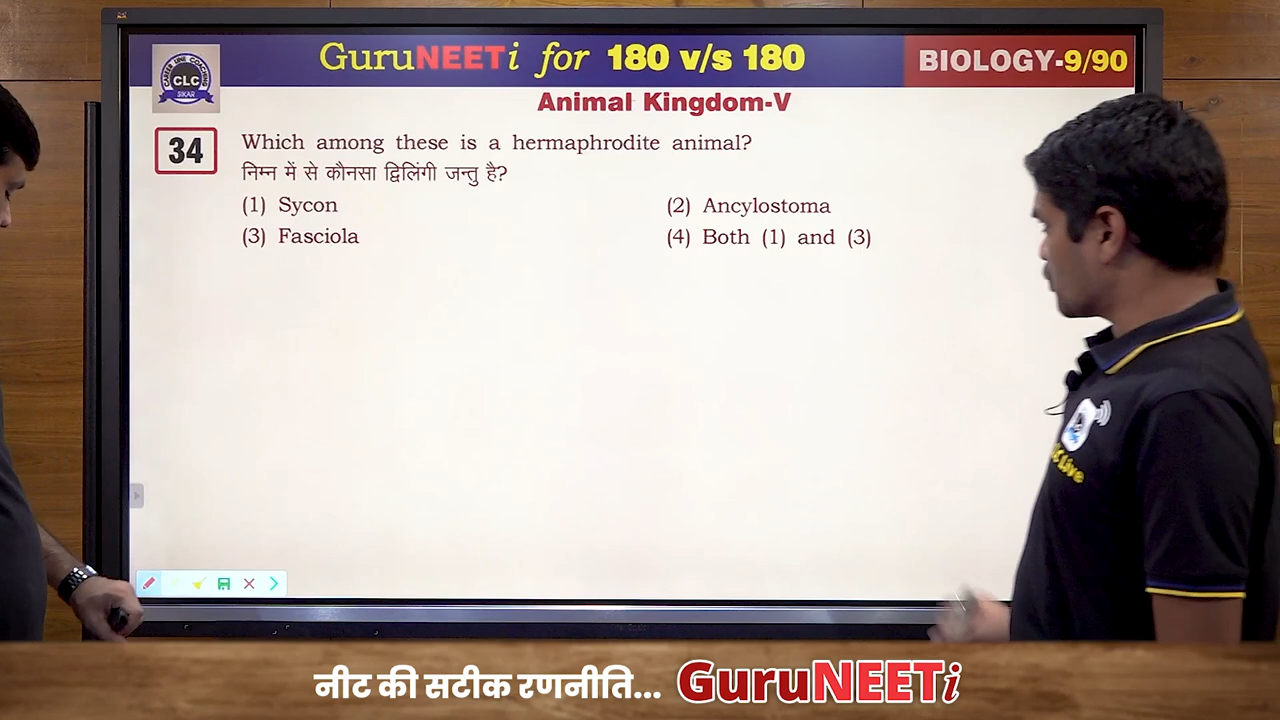 GuruNEETi for 180 v/s 180
BIOLOGY-9/90
CLC
SIKAR
Animal Kingdom-V
34
Which among these is a hermaphrodite animal?
निम्न में से कौनसा द्विलिंगी जन्तु है?
(1) Sycon
(2) Ancylostoma
(3) Fasciola
(4) Both (1) and (3)
Live
नीट की सटीक रणनीति... GuruNEETi